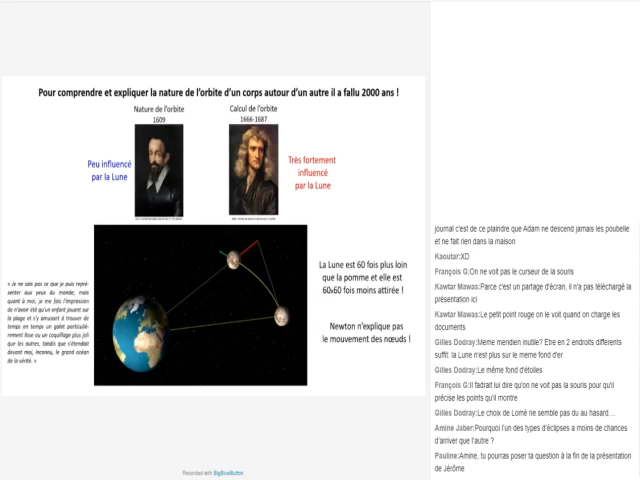 Pour comprendre et expliquer la nature de l'orbite d'un corps autour d'un autre il a fallu 2000 ans !
Nature de l'orbite
1609
Calcul de l'orbite
1666-1687
Peu influencé
par la Lune
Très fortement
influencé
par la Lune
La Lune est 60 fois plus loin
que la pomme et elle est
60x60 fois moins attirée !
Newton n'explique pas
le mouvement des nœuds !
« Je ne sais pas ce que je puis repré-
senter aux yeux du monde; mais
quant à moi, je me fais l'impression
de n'avoir été qu'un enfant jouant sur
la plage et s'y amusant à trouver de
temps en temps un galet particuliè-
rement lisse ou un coquillage plus joli
que les autres, tandis que s'étendait
devant moi, inconnu, le grand océan
de la vérité. »
Recorded with BigBlueButton.
journal c'est de ce plaindre que Adam ne descend jamais les poubelle
et ne fait rien dans la maison
Kaoutar:XD
François G:On ne voit pas le curseur de la souris
Kawtar Mawas:Parce c'est un partage d'écran, il n'a pas téléchargé la
présentation ici
Kawtar Mawas:Le petit point rouge on le voit quand on charge les
documents
Gilles Dodray:Meme meridien inutile? Etre en 2 endroits differents
suffit: la Lune n'est plus sur le meme fond d'er
Gilles Dodray:Le même fond d'étoiles
François G:Il fadrait lui dire qu'on ne voit pas la souris pour qu'il
précise les points qu'il montre
Gilles Dodray:Le choix de Lomé ne semble pas du au hasard,...
Amine Jaber:Pourquoi l'un des types d'éclipses a moins de chances
d'arriver que l'autre ?
Pauline:Amine, tu pourras poser ta question à la fin de la présentation
de Jérôme